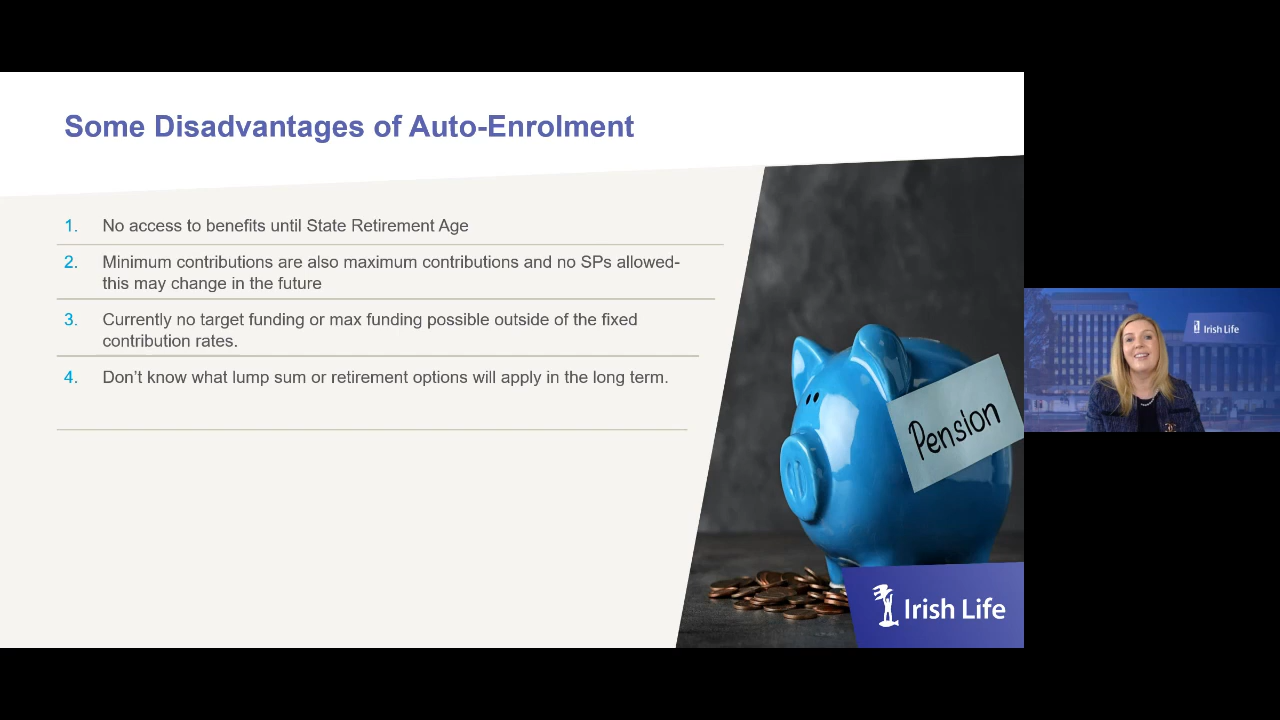 Some Disadvantages of Auto-Enrolment
1. No access to benefits until State Retirement Age
2. Minimum contributions are also maximum contributions and no SPs allowed-
this may change in the future
3. Currently no target funding or max funding possible outside of the fixed
contribution rates.
4. Don’t know what lump sum or retirement options will apply in the long term.
Pension
Irish Life
Irish Life